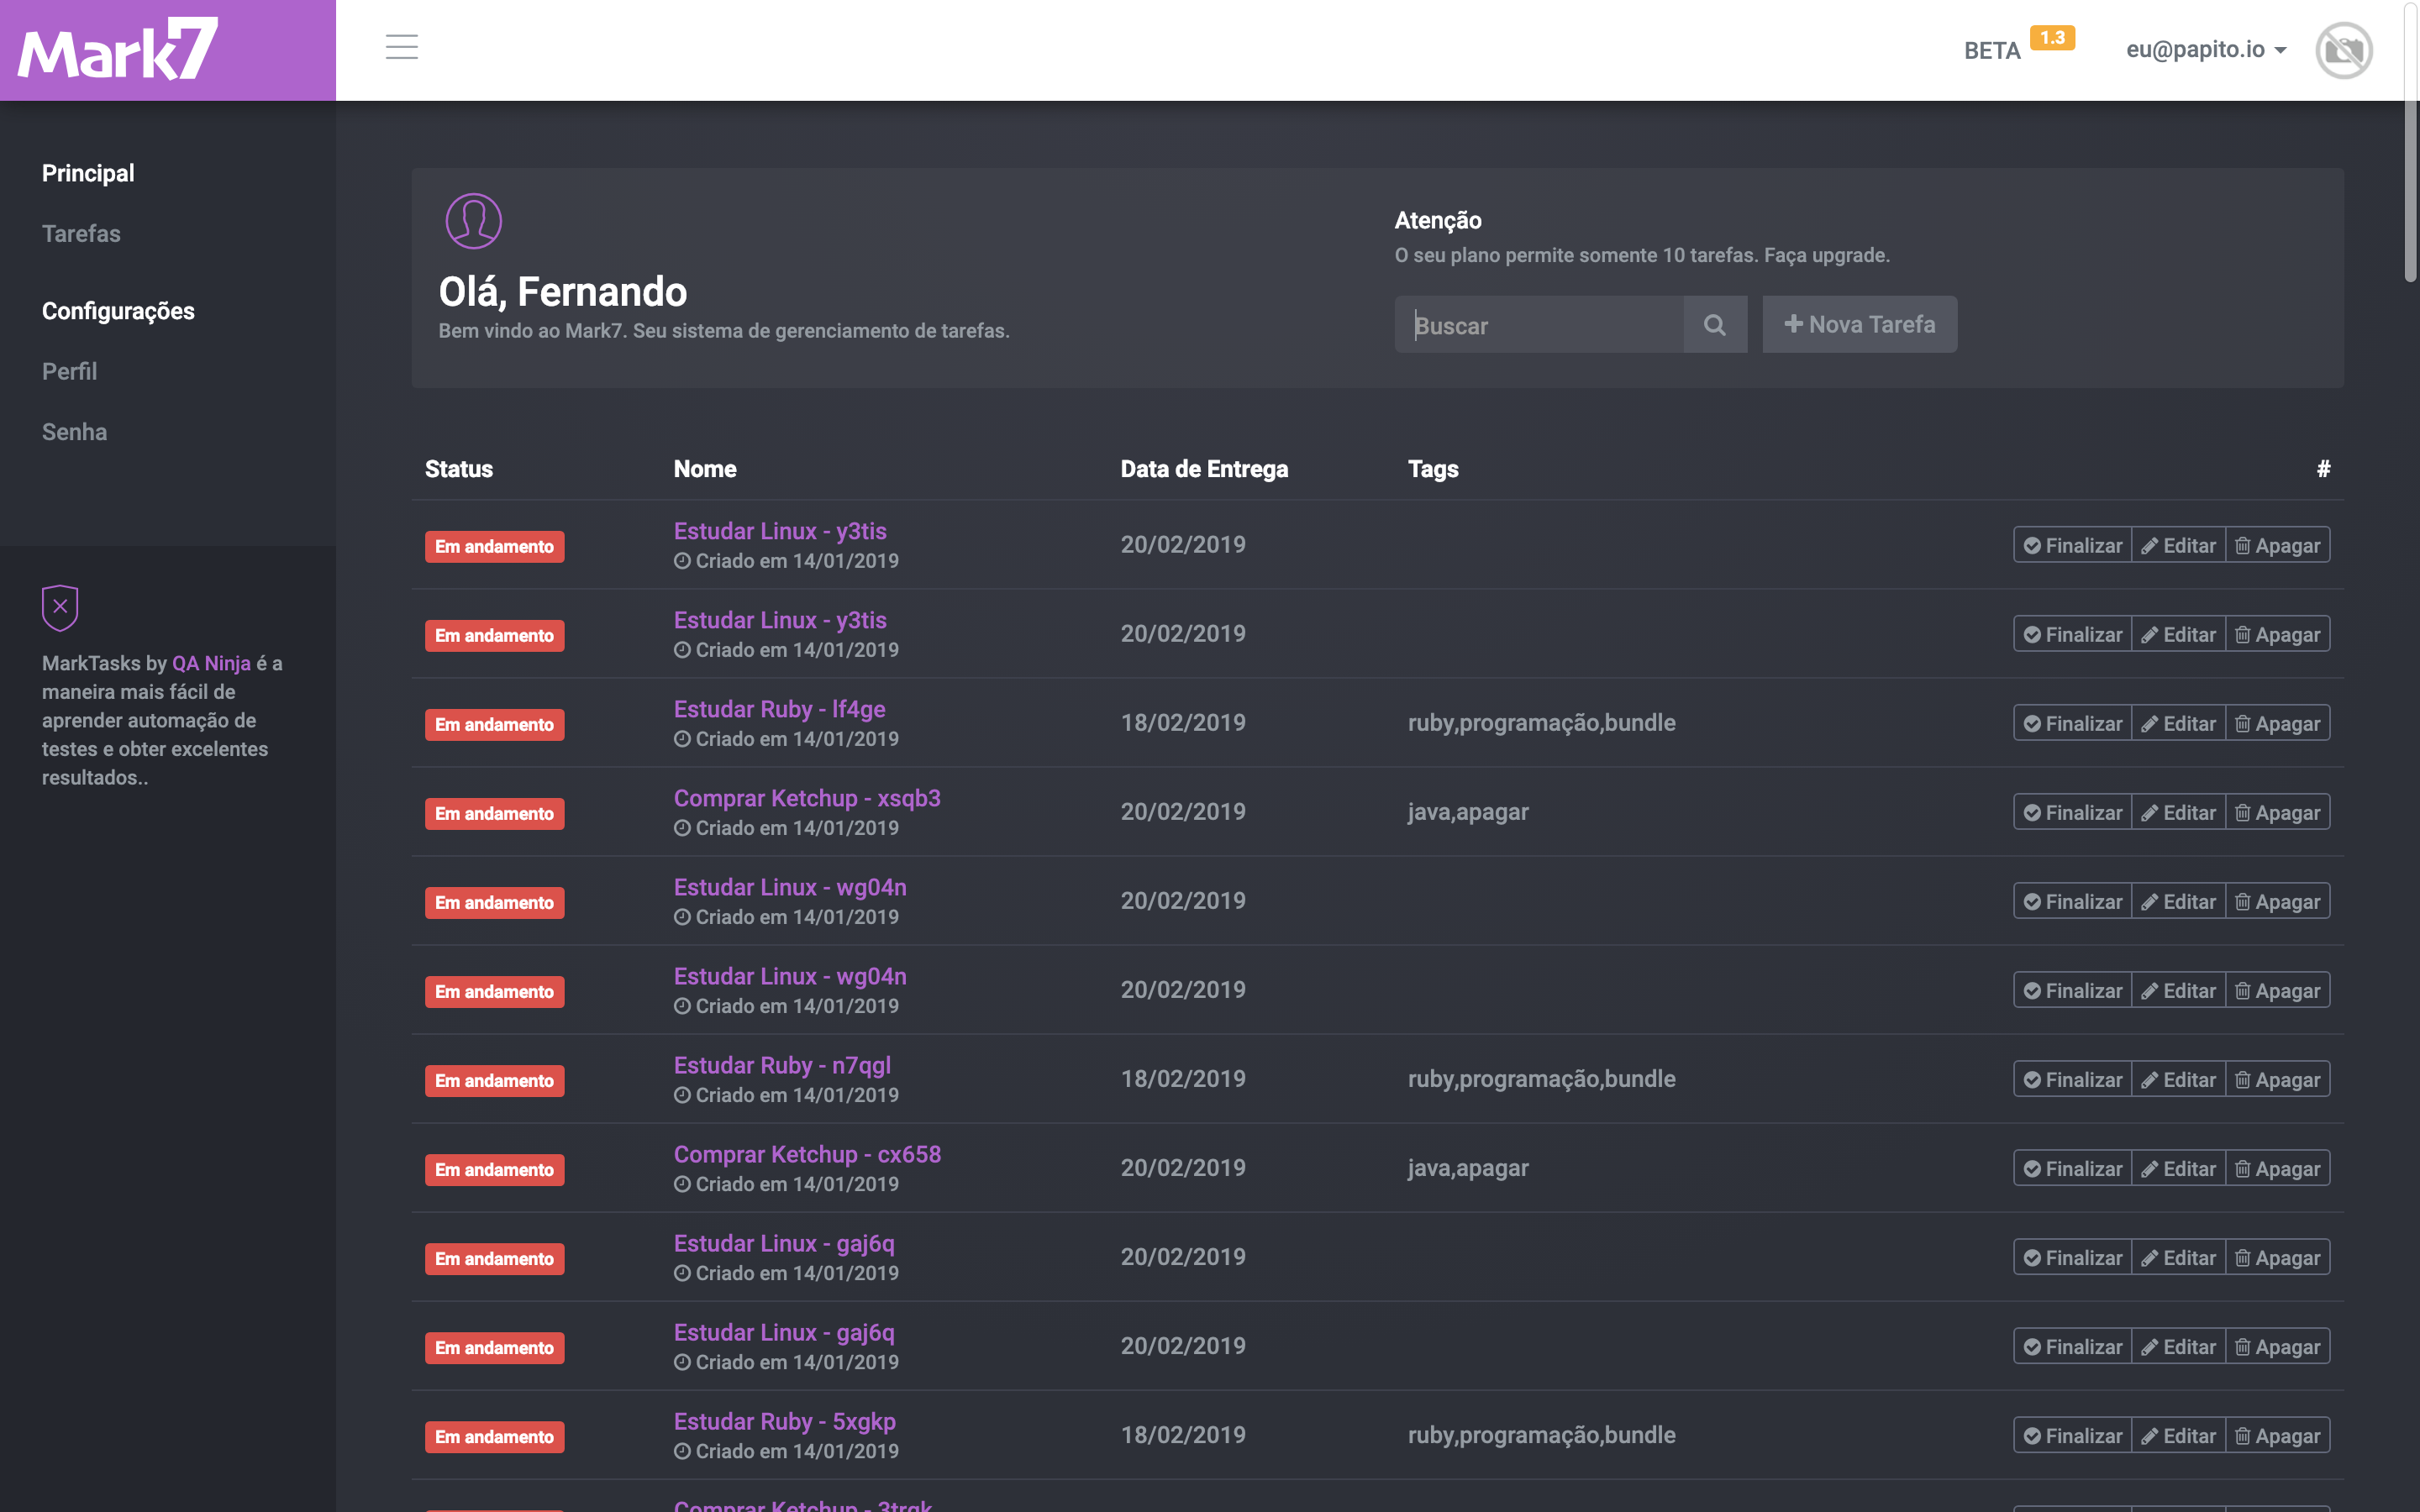 Mark7
BETA 1.3
eu@papito.io
Principal
Tarefas
Configurações
Perfil
Senha
MarkTasks by QA Ninja é a
maneira mais fácil de
aprender automação de
testes e obter excelentes
resultados..
Olá, Fernando
Bem vindo ao Mark7. Seu sistema de gerenciamento de tarefas.
Atenção
O seu plano permite somente 10 tarefas. Faça upgrade.
Buscar
Nova Tarefa
Status Nome Data de Entrega Tags #
Em andamento Estudar Linux - y3tis 20/02/2019 Finalizar Editar Apagar
Criado em 14/01/2019
Em andamento Estudar Linux - y3tis 20/02/2019 Finalizar Editar Apagar
Criado em 14/01/2019
Em andamento Estudar Ruby - lf4ge 18/02/2019 ruby,programação,bundle Finalizar Editar Apagar
Criado em 14/01/2019
Em andamento Comprar Ketchup - xsqb3 20/02/2019 java,apagar Finalizar Editar Apagar
Criado em 14/01/2019
Em andamento Estudar Linux - wg04n 20/02/2019 Finalizar Editar Apagar
Criado em 14/01/2019
Em andamento Estudar Linux - wg04n 20/02/2019 Finalizar Editar Apagar
Criado em 14/01/2019
Em andamento Estudar Ruby - n7qgl 18/02/2019 ruby,programação,bundle Finalizar Editar Apagar
Criado em 14/01/2019
Em andamento Comprar Ketchup - cx658 20/02/2019 java,apagar Finalizar Editar Apagar
Criado em 14/01/2019
Em andamento Estudar Linux - gaj6q 20/02/2019 Finalizar Editar Apagar
Criado em 14/01/2019
Em andamento Estudar Linux - gaj6q 20/02/2019 Finalizar Editar Apagar
Criado em 14/01/2019
Em andamento Estudar Ruby - 5xgkp 18/02/2019 ruby,programação,bundle Finalizar Editar Apagar
Criado em 14/01/2019
Comprar Ketchup -